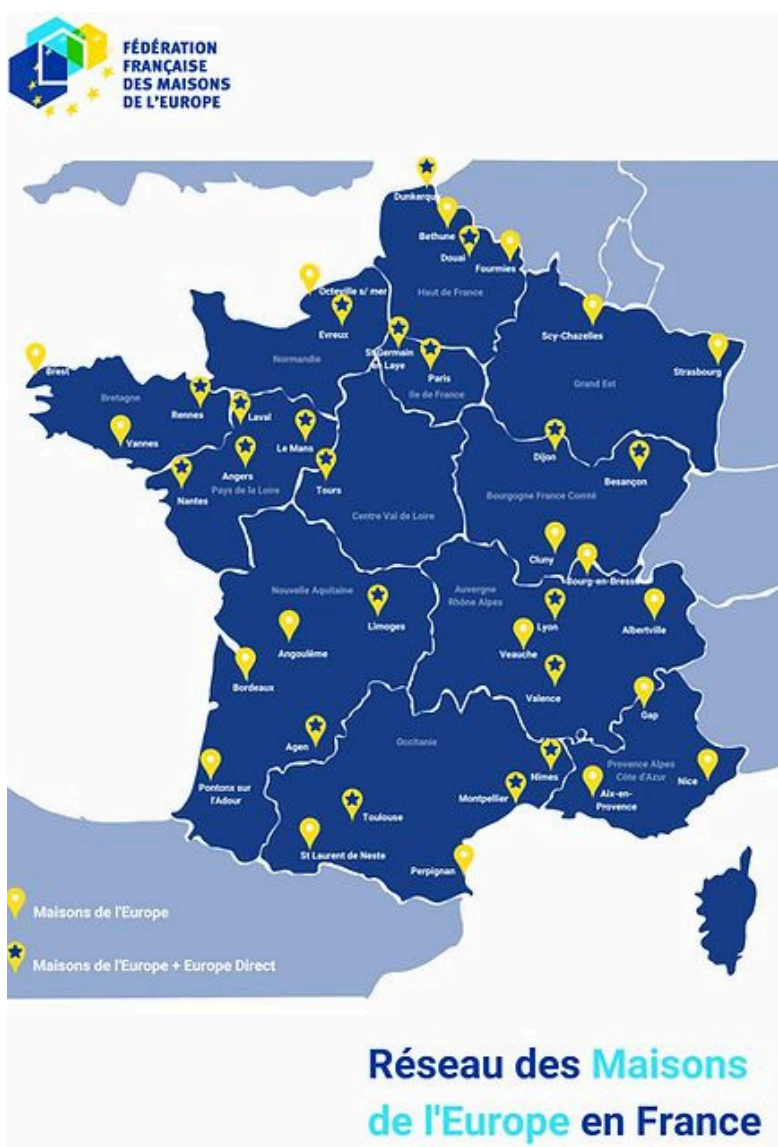 FÉDÉRATION
FRANÇAISE
DES MAISONS
DE L'EUROPE
Dunkerque
Bethune
Douai
Fourmies
Haut de France
Octeville s/ mer
Evreux
St Germain
en Laye
Scy-Chazelles
Strasbourg
Normandie
Paris
Ile de France
Grand Est
Brest
Bretagne
Rennes
Laval
Vannes
Le Mans
Angers
Pays de la Loire
Nantes
Tours
Centre Val de Loire
Dijon
Besançon
Bourgogne France Comté
Cluny
Bourg-en-Bresse
Nouvelle Aquitaine
Limoges
Angoulême
Auvergne
Rhône Alpes
Lyon
Albertville
Veauche
Bordeaux
Valence
Gap
Agen
Occitanie
Pontonx sur
l'Adour
Nimes
Provence Alpes
Côte d'Azur
Nice
Montpellier
Aix-en-
Provence
Toulouse
St Laurent de Neste
Perpignan
Maisons de l'Europe
Maisons de l'Europe + Europe Direct
Réseau des Maisons
de l'Europe en France